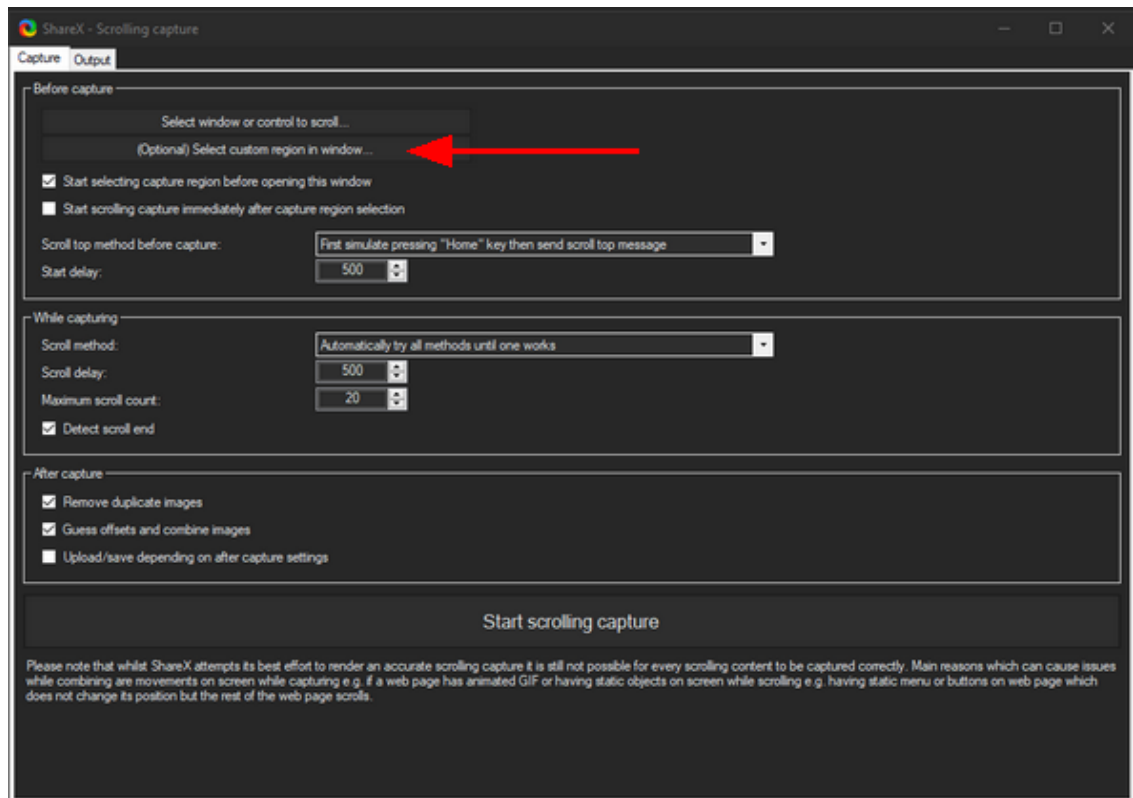 ShareX - Scrolling capture
Capture Output
Before capture
Select window or control to scroll...
(Optional) Select custom region in window...
Start selecting capture region before opening this window
Start scrolling capture immediately after capture region selection
Scroll top method before capture: First simulate pressing "Home" key then send scroll top message
Start delay: 500
While capturing
Scroll method: Automatically try all methods until one works
Scroll delay: 500
Maximum scroll count: 20
Detect scroll end
After capture
Remove duplicate images
Guess offsets and combine images
Upload/save depending on after capture settings
Start scrolling capture
Please note that whilst ShareX attempts its best effort to render an accurate scrolling capture it is still not possible for every scrolling content to be captured correctly. Main reasons which can cause issues
while combining are movements on screen while capturing e.g. if a web page has animated GIF or having static objects on screen while scrolling e.g. having static menu or buttons on web page which
does not change its position but the rest of the web page scrolls.